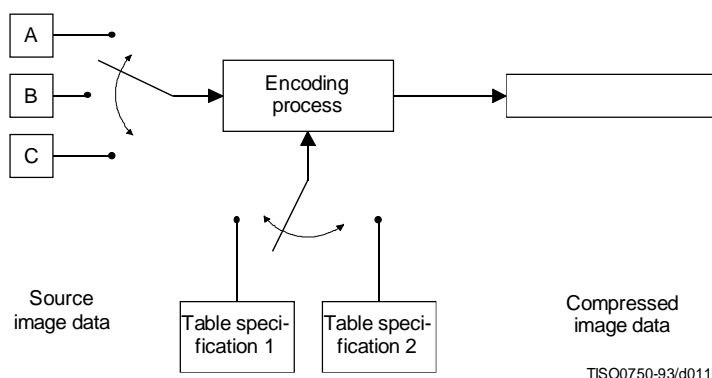 A
B
C
Encoding
process
Source
image data
Table speci-
fication 1
Table speci-
fication 2
Compressed
image data
TISO0750-93/d011